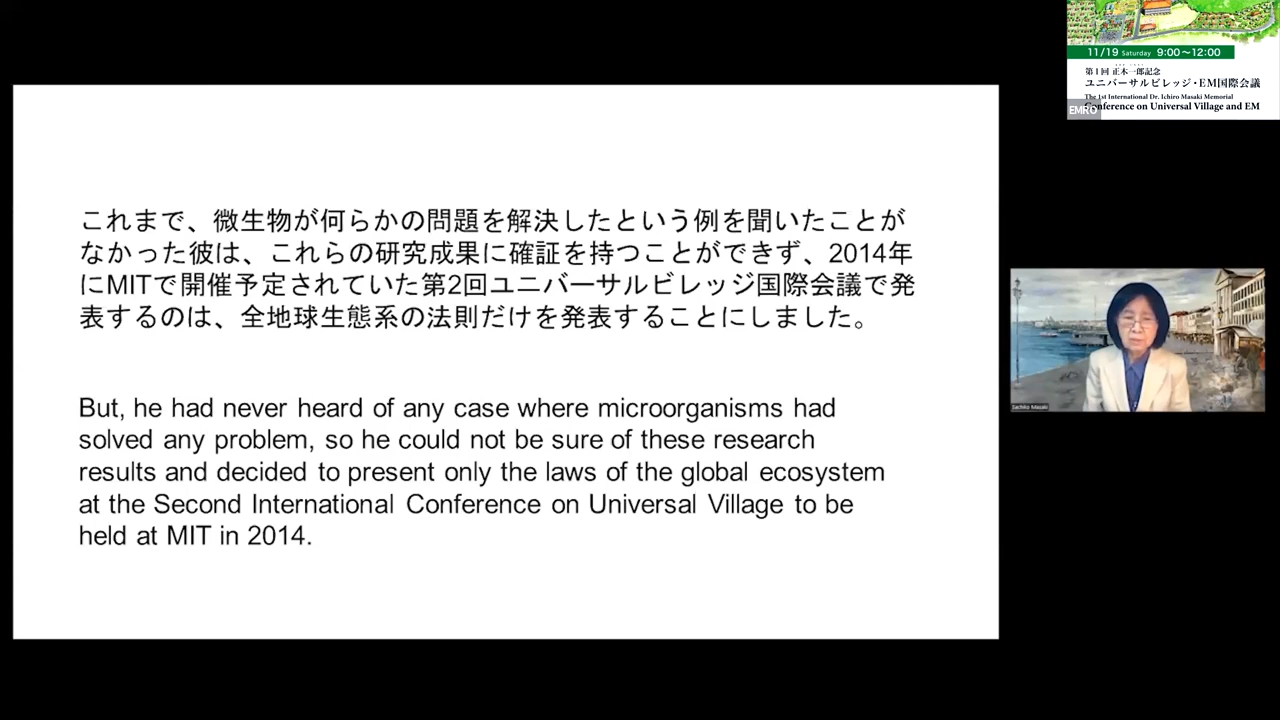 11/19 Saturday 9:00～12:00
第1回 正木一郎記念
ユニバーサルビレッジ・EM国際会議
The 1st International Dr. Ichiro Masaki Memorial
Conference on Universal Village and EM
EMRO
これまで、微生物が何らかの問題を解決したという例を聞いたことが
なかった彼は、これらの研究成果に確証を持つことができず、2014年
にMITで開催予定されていた第2回ユニバーサルビレッジ国際会議で発
表するのは、全地球生態系の法則だけを発表することにしました。
But, he had never heard of any case where microorganisms had
solved any problem, so he could not be sure of these research
results and decided to present only the laws of the global ecosystem
at the Second International Conference on Universal Village to be
held at MIT in 2014.
Sachiko Masaki